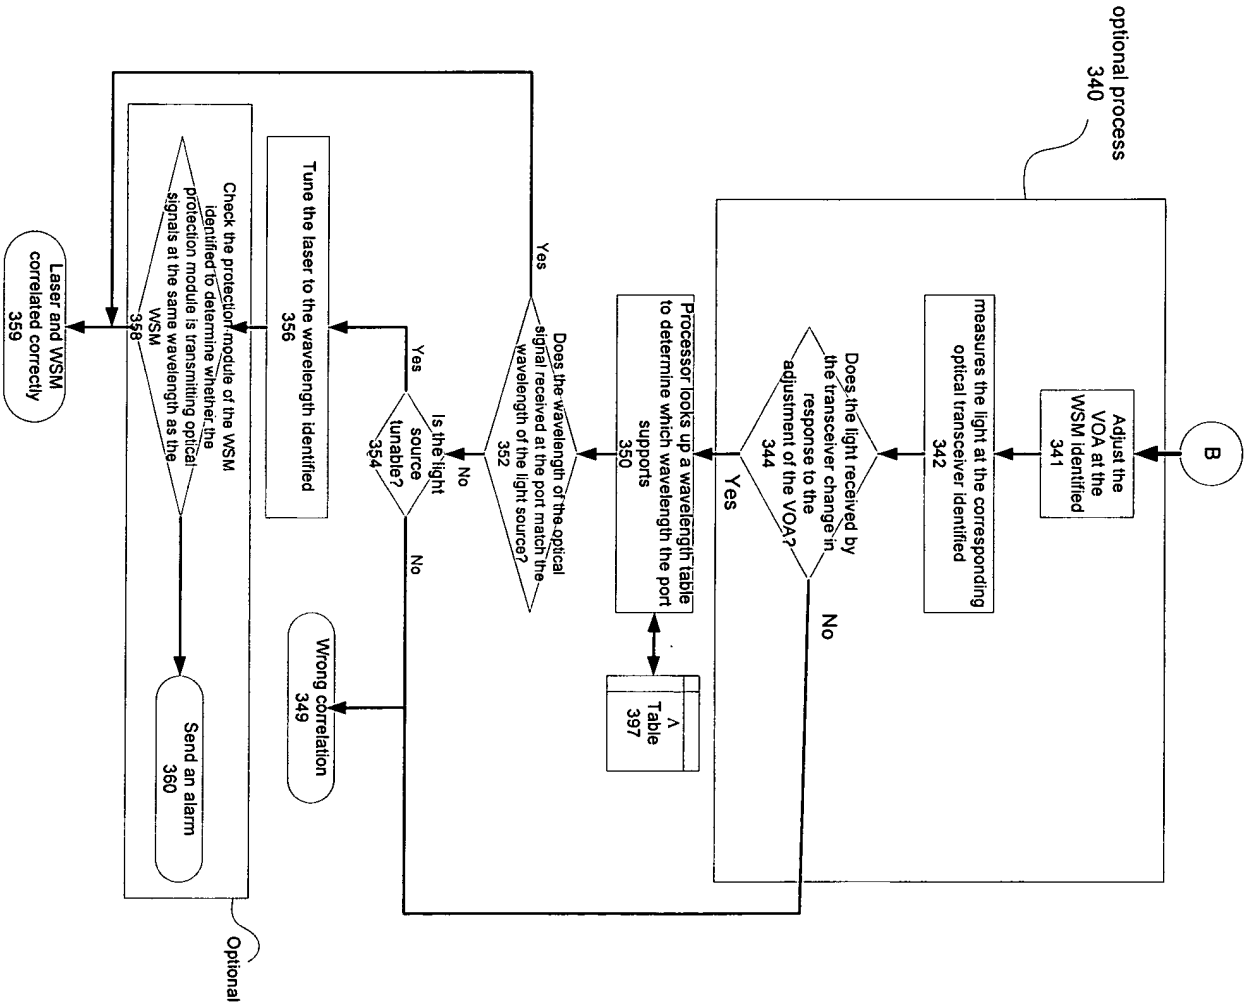 optional process
340
B
Adjust the
VOA at the
WSM identified
341
measures the light at the corresponding
optical transceiver identified
342
Does the light received by
the transceiver change in
response to the
adjustment of the VOA?
344
No
Yes
Processor looks up a wavelength table
to determine which wavelength the port
supports
350
Λ
Table
397
Does the wavelength of the optical
signal received at the port match the
wavelength of the light source?
352
Yes
No
Is the light
source
tunable?
354
Yes
No
Tune the laser to the wavelength identified
356
Wrong correlation
349
Check the protection module of the WSM
identified to determine whether the
protection module is transmitting optical
signals at the same wavelength as the
WSM
358
Send an alarm
360
Optional
Laser and WSM
correlated correctly
359